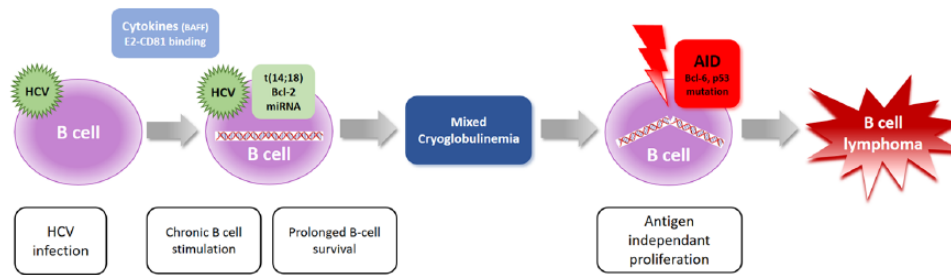 Cytokines (BAFF)
E2-CD81 binding
HCV
B cell
HCV
t(14;18)
Bcl-2
miRNA
B cell
Mixed
Cryoglobulinemia
AID
Bcl-6, p53
mutation
B cell
B cell
lymphoma
HCV
infection
Chronic B cell
stimulation
Prolonged B-cell
survival
Antigen
independant
proliferation